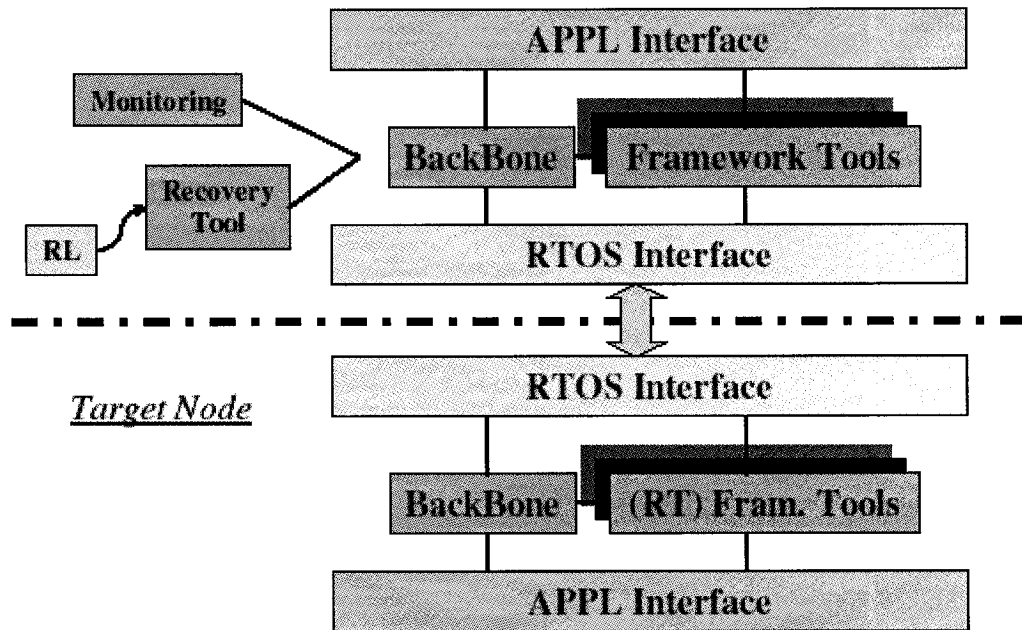 APPL Interface
Monitoring
BackBone
Framework Tools
Recovery
Tool
RL
RTOS Interface
RTOS Interface
Target Node
BackBone
(RT) Fram. Tools
APPL Interface